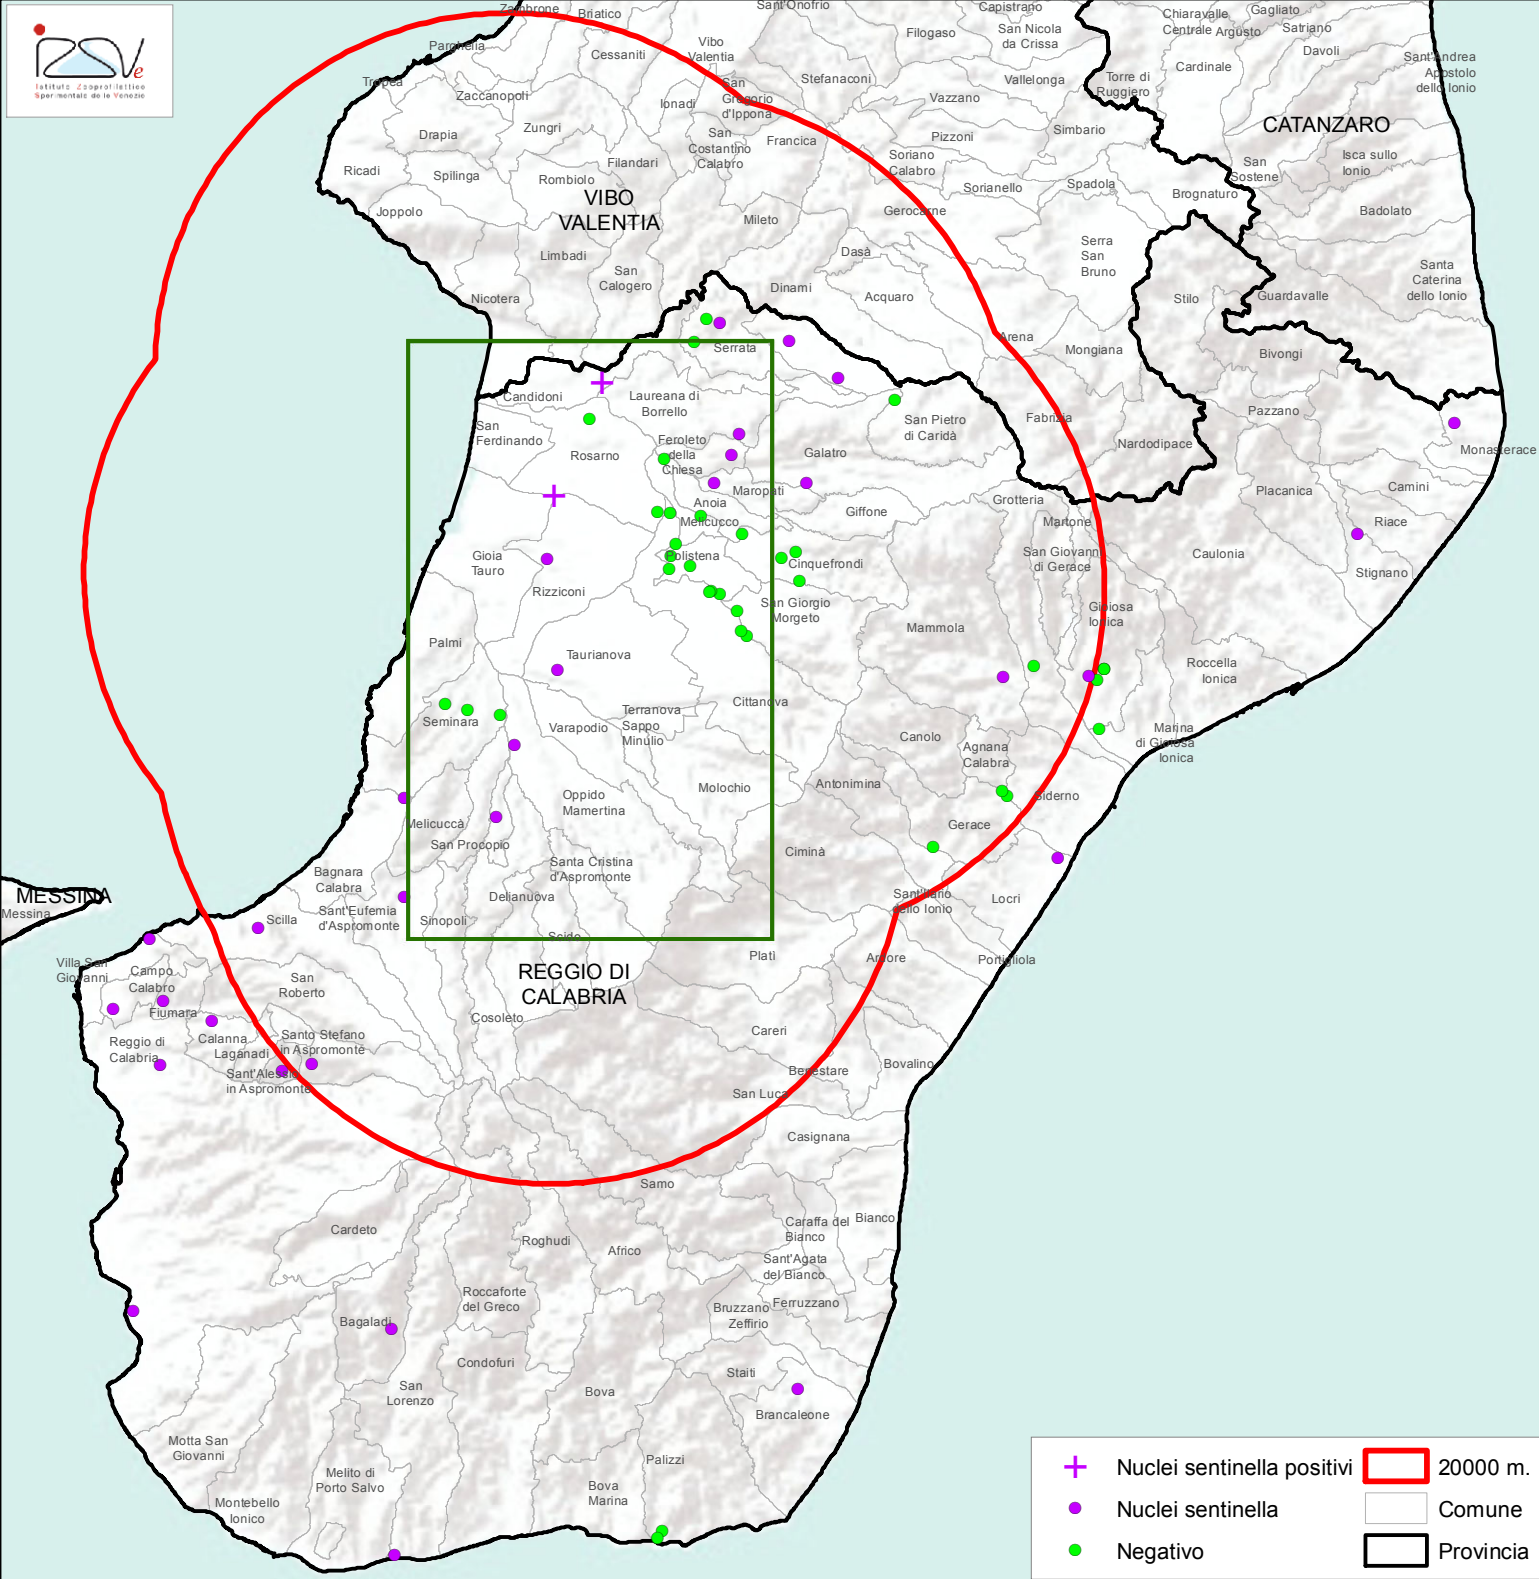 IZSVe
Istituto Zooprofilattico
Sperimentale delle Venezie
Zambrone
Briatico
Sant'Onofrio
Capistrano
Chiaravalle
Centrale
Gagliato
Argusto
Satriano
Davoli
Parghelia
Cessaniti
Vibo
Valentia
Filogaso
San Nicola
da Crissa
Cardinale
Sant'Andrea
Apostolo
dello Ionio
Tropea
Zaccanopoli
Ionadi
San
Gregorio
d'Ippona
Stefanaconi
Vallelonga
Torre di
Ruggiero
Vazzano
CATANZARO
Drapia
Zungri
San
Costantino
Calabro
Francica
Pizzoni
Simbario
Ricadi
Spilinga
Rombiolo
Filandari
Soriano
Calabro
San
Sostene
Isca sullo
Ionio
Sorianello
Spadola
Brognaturo
VIBO
VALENTIA
Joppolo
Mileto
Gerocarne
Badolato
Limbadi
San
Calogero
Dasà
Serra
San
Bruno
Santa
Caterina
dello Ionio
Nicotera
Dinami
Acquaro
Stilo
Guardavalle
Serrata
Arena
Mongiana
Bivongi
Candidoni
Laureana di
Borrello
San
Ferdinando
San Pietro
di Caridà
Fabrizia
Pazzano
Rosarno
Feroleto
della
Chiesa
Galatro
Nardodipace
Monasterace
Anoia
Maropati
Giffone
Grotteria
Placanica
Camini
Melicucco
Martone
Riace
Gioia
Tauro
Polistena
Cinquefrondi
San Giovanni
di Gerace
Caulonia
Stignano
Rizziconi
San Giorgio
Morgeto
Gioiosa
Ionica
Palmi
Taurianova
Mammola
Roccella
Ionica
Seminara
Varapodio
Terranova
Sappo
Minulio
Cittanova
Canolo
Agnana
Calabra
Marina
di Gioiosa
Ionica
Oppido
Mamertina
Molochio
Antonimina
Siderno
Melicuccà
San Procopio
Gerace
Ciminà
Santa Cristina
d'Aspromonte
Bagnara
Calabra
Delianuova
Sant'Ilario
dello Ionio
Locri
MESSINA
Messina
Scilla
Sant'Eufemia
d'Aspromonte
Sinopoli
Scido
Villa San
Giovanni
Campo
Calabro
San
Roberto
REGGIO DI
CALABRIA
Platì
Ardore
Portigliola
Fiumara
Cosoleto
Careri
Reggio di
Calabria
Calanna
Laganadi
Santo Stefano
in Aspromonte
Sant'Alessio
in Aspromonte
Benestare
Bovalino
San Luca
Casignana
Samo
Cardeto
Roghudi
Africo
Caraffa del
Bianco
Bianco
Sant'Agata
del Bianco
Roccaforte
del Greco
Bruzzano
Zeffirio
Ferruzzano
Bagaladi
Condofuri
San
Lorenzo
Bova
Staiti
Brancaleone
Motta San
Giovanni
Melito di
Porto Salvo
Palizzi
Montebello
Ionico
Bova
Marina
Nuclei sentinella positivi
20000 m.
Nuclei sentinella
Comune
Negativo
Provincia